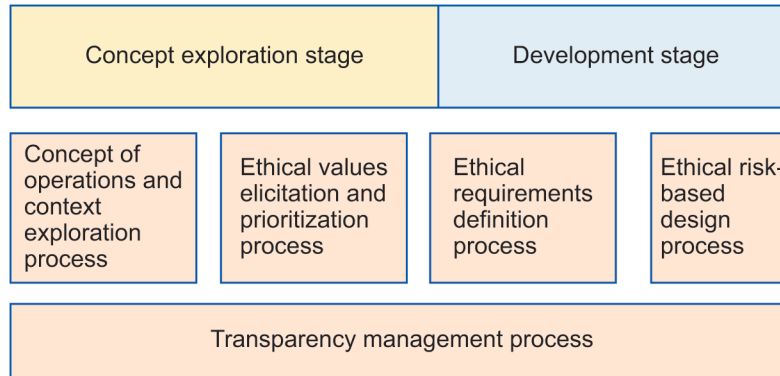 Concept exploration stage
Development stage
Concept of
operations and
context
exploration
process
Ethical values
elicitation and
prioritization
process
Ethical
requirements
definition
process
Ethical risk-
based
design
process
Transparency management process